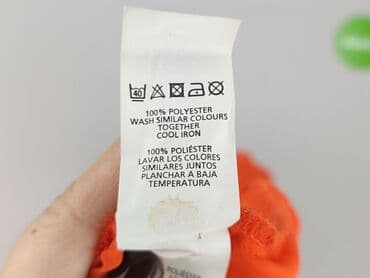 40
100% POLYESTER
WASH SIMILAR COLOURS
TOGETHER
COOL IRON
100% POLIÉSTER
LAVAR LOS COLORES
SIMILARES JUNTOS
PLANCHAR A BAJA
TEMPERATURA